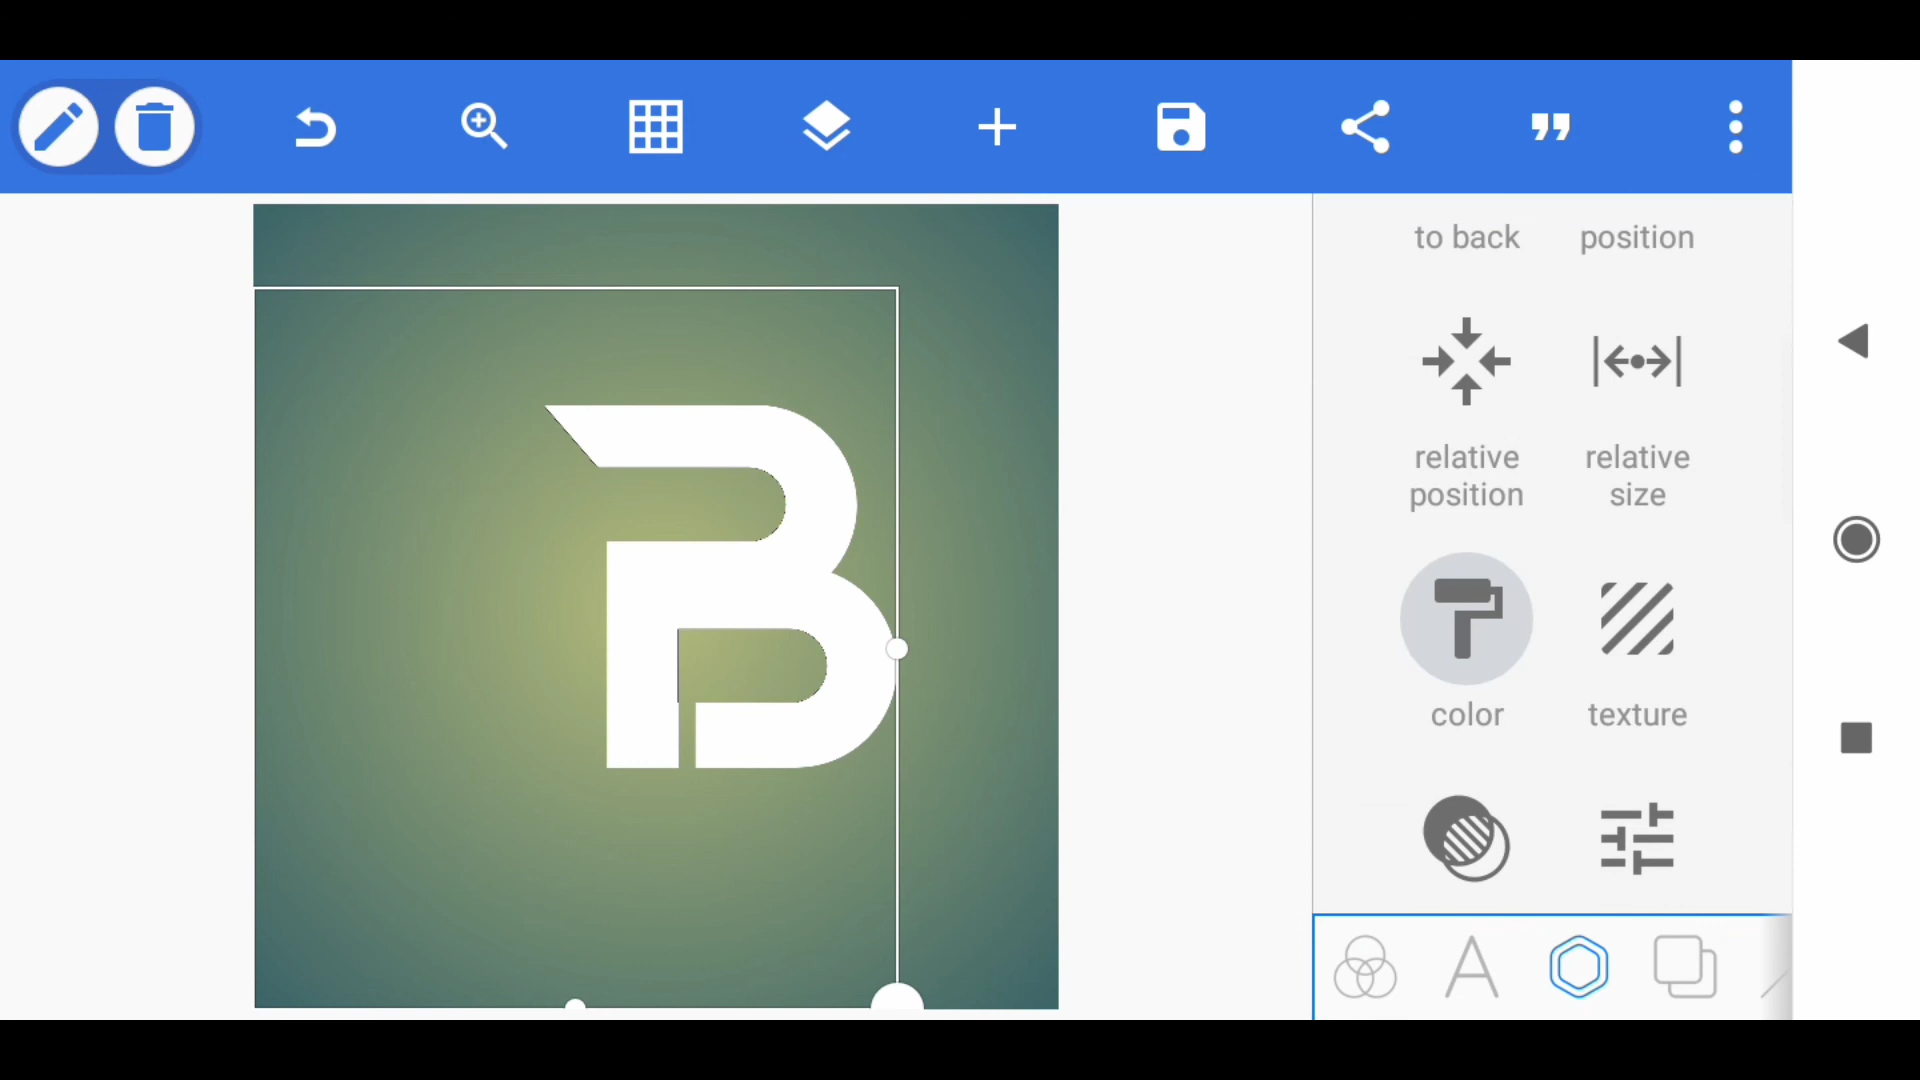 to back
position
relative
position
relative
size
color
texture
B